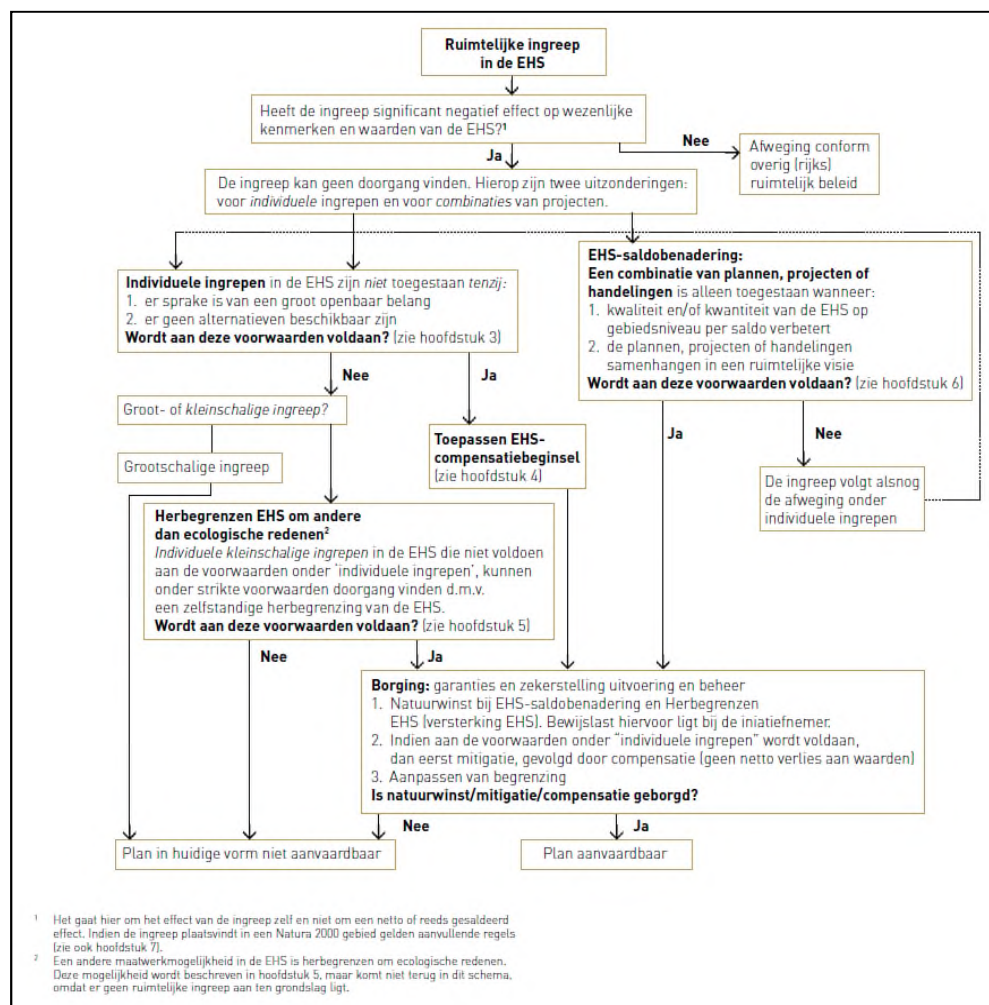 Ruimtelijke ingreep
in de EHS
Heeft de ingreep significant negatief effect op wezenlijke
kenmerken en waarden van de EHS?¹
Nee
Afweging conform
overig (rijks)
ruimtelijk beleid
Ja
De ingreep kan geen doorgang vinden. Hierop zijn twee uitzonderingen:
voor individuele ingrepen en voor combinaties van projecten.
Individuele ingrepen in de EHS zijn niet toegestaan tenzij:
1. er sprake is van een groot openbaar belang
2. er geen alternatieven beschikbaar zijn
Wordt aan deze voorwaarden voldaan? (zie hoofdstuk 3)
EHS-saldobenadering:
Een combinatie van plannen, projecten of
handelingen is alleen toegestaan wanneer:
1. kwaliteit en/of kwantiteit van de EHS op
gebiedsniveau per saldo verbetert
2. de plannen, projecten of handelingen
samenhangen in een ruimtelijke visie
Wordt aan deze voorwaarden voldaan? (zie hoofdstuk 6)
Nee
Ja
Groot- of kleinschalige ingreep?
Grootschalige ingreep
Toepassen EHS-
compensatiebeginsel
(zie hoofdstuk 4)
Ja
Nee
De ingreep volgt alsnog
de afweging onder
individuele ingrepen
Herbegrenzen EHS om andere
dan ecologische redenen²
Individuele kleinschalige ingrepen in de EHS die niet voldoen
aan de voorwaarden onder 'individuele ingrepen', kunnen
onder strikte voorwaarden doorgang vinden d.m.v.
een zelfstandige herbegrenzing van de EHS.
Wordt aan deze voorwaarden voldaan? (zie hoofdstuk 5)
Nee
Ja
Borging: garanties en zekerstelling uitvoering en beheer
1. Natuurwinst bij EHS-saldobenadering en Herbegrenzen
EHS (versterking EHS). Bewijslast hiervoor ligt bij de iniatiefnemer.
2. Indien aan de voorwaarden onder "individuele ingrepen" wordt voldaan,
dan eerst mitigatie, gevolgd door compensatie (geen netto verlies aan waarden)
3. Aanpassen van begrenzing
Is natuurwinst/mitigatie/compensatie geborgd?
Nee
Ja
Plan in huidige vorm niet aanvaardbaar
Plan aanvaardbaar
¹ Het gaat hier om het effect van de ingreep zelf en niet om een netto of reeds gesaldeerd
effect. Indien de ingreep plaatsvindt in een Natura 2000 gebied gelden aanvullende regels
(zie ook hoofdstuk 7).
² Een andere maatwerkmogelijkheid in de EHS is herbegrenzen om ecologische redenen.
Deze mogelijkheid wordt beschreven in hoofdstuk 5, maar komt niet terug in dit schema,
omdat er geen ruimtelijke ingreep aan ten grondslag ligt.